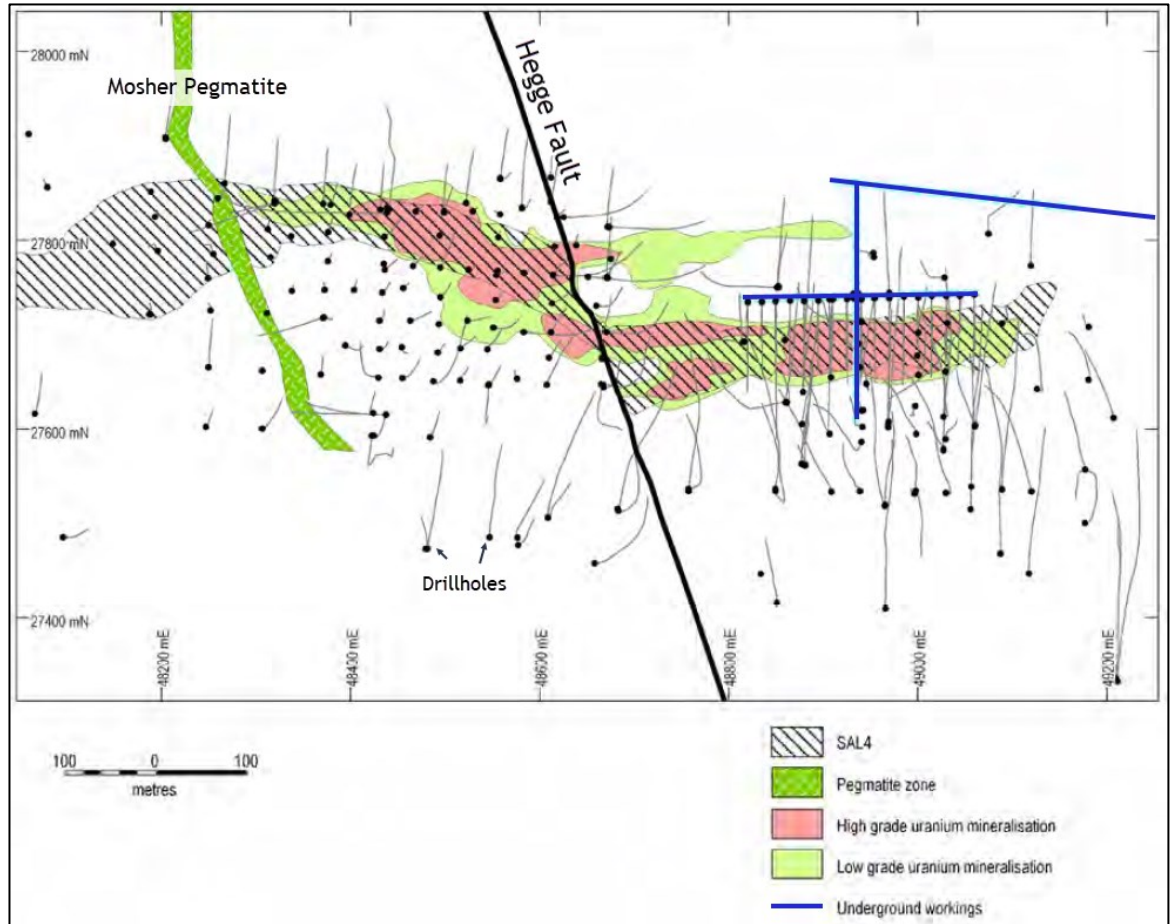 28000 mN
Mosher Pegmatite
Hegge Fault
27800 mN
27600 mN
Drillholes
27400 mN
48200 mE
48400 mE
48600 mE
48800 mE
49000 mE
49200 mE
100 0 100
metres
SAL4
Pegmatite zone
High grade uranium mineralisation
Low grade uranium mineralisation
Underground workings